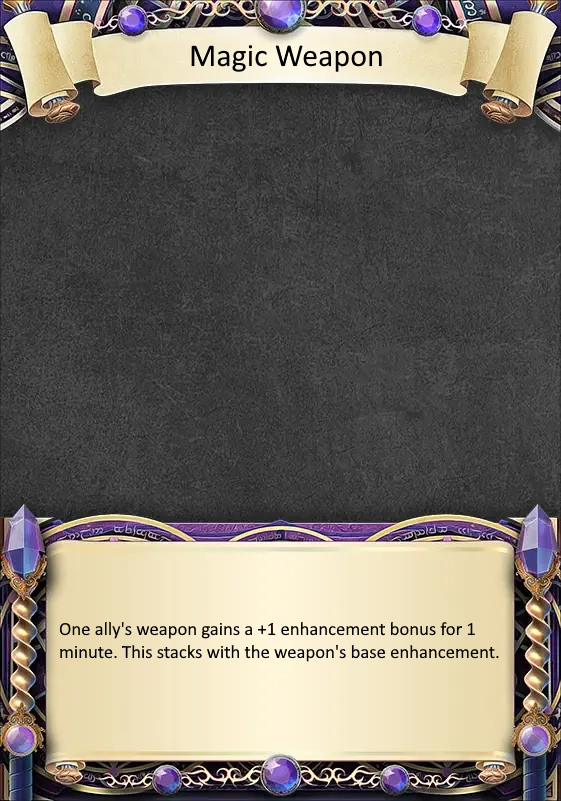 Magic Weapon
One ally's weapon gains a +1 enhancement bonus for 1
minute. This stacks with the weapon's base enhancement.